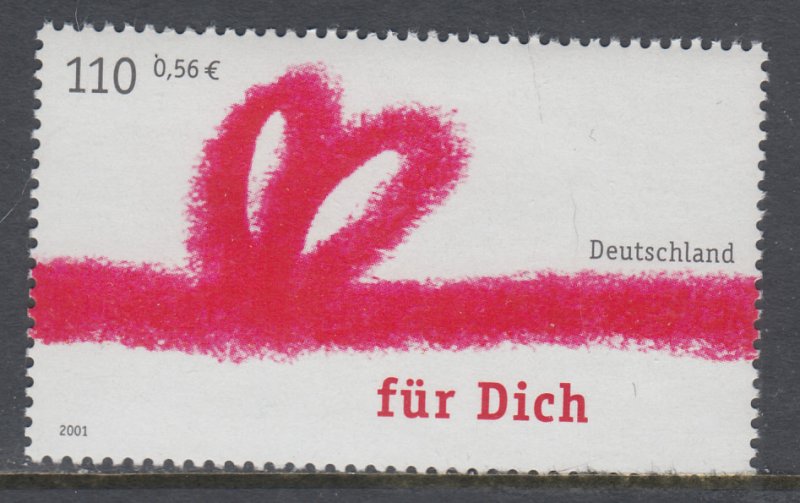 110 0,56 €
Deutschland
für Dich
2001